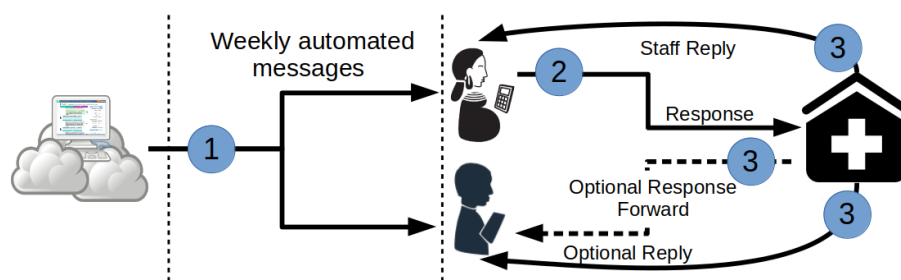 Weekly automated
messages
1
2
3
Staff Reply
Response
3
Optional Response
Forward
3
Optional Reply